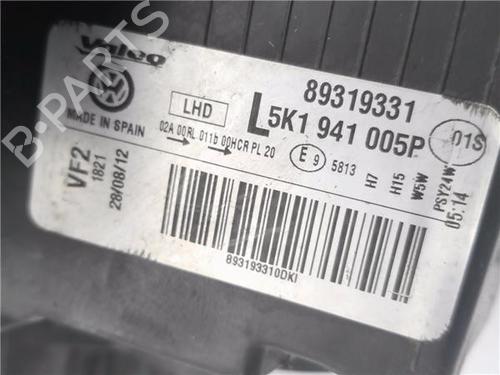 Valeo
B-PARTS
LHD
89319331
L 5K1 941 005P
01S
MADE IN SPAIN
02A 00RL 011b 00HCR PL 20
E 9 5813
H7
H15
W5W
PSY24W
05:14
VF2
1821
28/08/12
893193310DKI